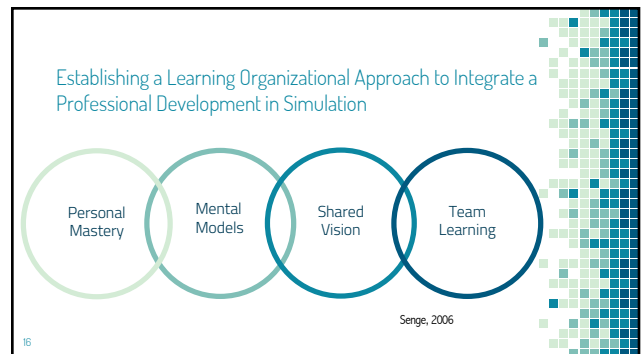 Establishing a Learning Organizational Approach to Integrate a
Professional Development in Simulation
Personal
Mastery
Mental
Models
Shared
Vision
Team
Learning
Senge, 2006
16